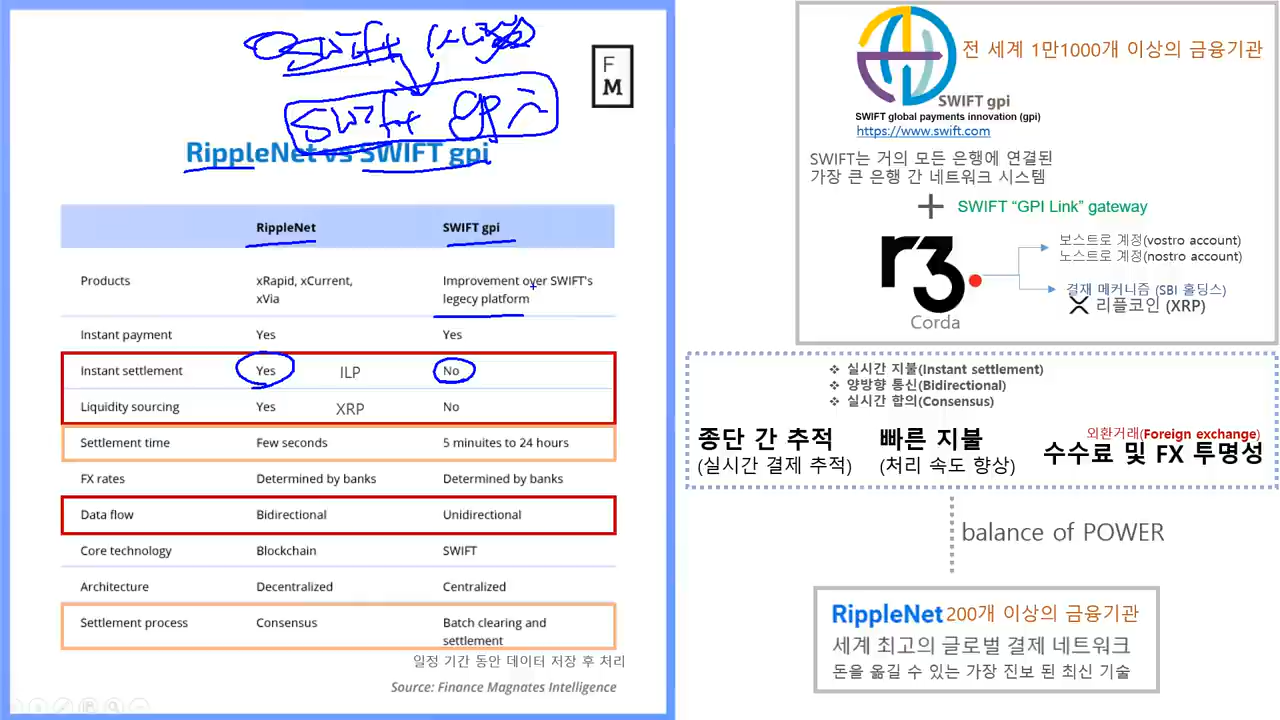 swift
swift gpi
F
M
RippleNet vs SWIFT gpi
RippleNet SWIFT gpi
Products xRapid, xCurrent, Improvement over SWIFT's
xVia legecy platform
Instant payment Yes Yes
Instant settlement Yes ILP No
Liquidity sourcing Yes XRP No
Settlement time Few seconds 5 minuites to 24 hours
FX rates Determined by banks Determined by banks
Data flow Bidirectional Unidirectional
Core technology Blockchain SWIFT
Architecture Decentralized Centralized
Settlement process Consensus Batch clearing and
settlement
일정 기간 동안 데이터 저장 후 처리
Source: Finance Magnates Intelligence
전 세계 1만1000개 이상의 금융기관
SWIFT gpi
SWIFT global payments innovation (gpi)
https://www.swift.com
SWIFT는 거의 모든 은행에 연결된
가장 큰 은행 간 네트워크 시스템
+ SWIFT “GPI Link” gateway
r3.
Corda
보스트로 계정(vostro account)
노스트로 계정(nostro account)
결재 메커니즘 (SBI 홀딩스)
리플코인 (XRP)
❖ 실시간 지불(Instant settlement)
❖ 양방향 통신(Bidirectional)
❖ 실시간 합의(Consensus)
외환거래(Foreign exchange)
종단 간 추적 빠른 지불 수수료 및 FX 투명성
(실시간 결제 추적) (처리 속도 향상)
balance of POWER
RippleNet 200개 이상의 금융기관
세계 최고의 글로벌 결제 네트워크
돈을 옮길 수 있는 가장 진보 된 최신 기술